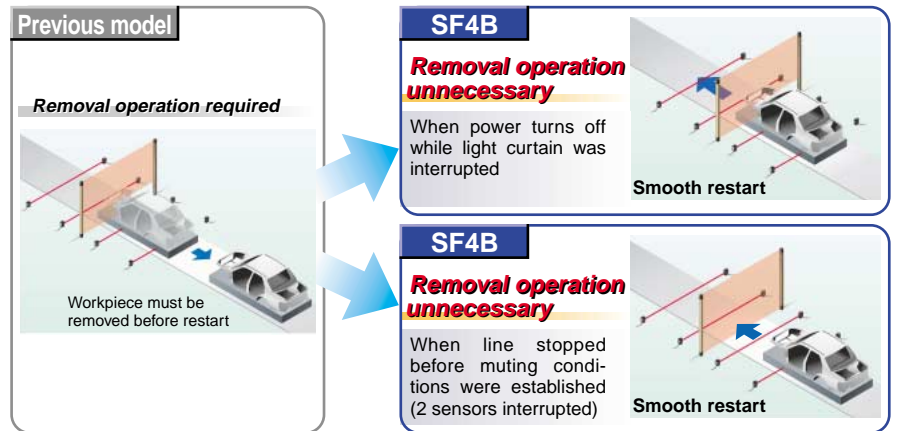 Previous model
Removal operation required
Workpiece must be
removed before restart
SF4B
Removal operation
unnecessary
When power turns off
while light curtain was
interrupted
Smooth restart
SF4B
Removal operation
unnecessary
When line stopped
before muting condi-
tions were established
(2 sensors interrupted)
Smooth restart